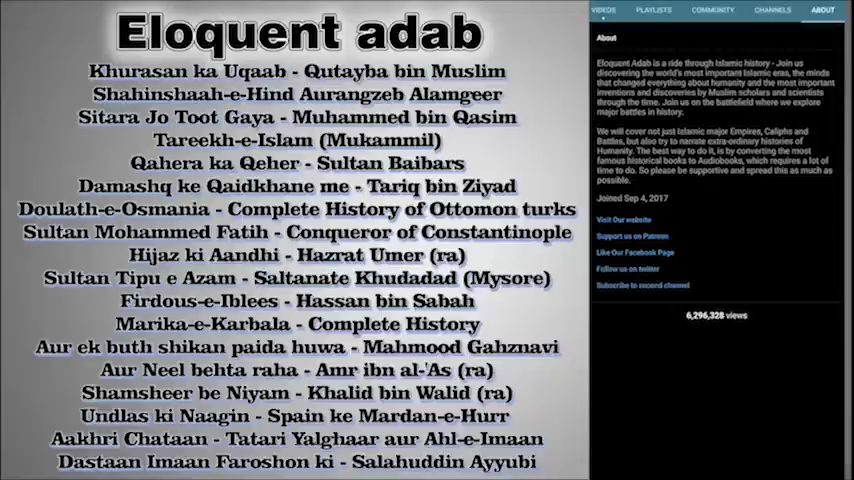 Eloquent adab
Khurasan ka Uqaab - Qutayba bin Muslim
Shahinshaah-e-Hind Aurangzeb Alamgeer
Sitara Jo Toot Gaya - Muhammed bin Qasim
Tareekh-e-Islam (Mukammil)
Qahera ka Qeher - Sultan Baibars
Damashq ke Qaidkhane me - Tariq bin Ziyad
Doulath-e-Osmania - Complete History of Ottomon turks
Sultan Mohammed Fatih - Conqueror of Constantinople
Hijaz ki Aandhi - Hazrat Umer (ra)
Sultan Tipu e Azam - Saltanate Khudadad (Mysore)
Firdous-e-Iblees - Hassan bin Sabah
Marika-e-Karbala - Complete History
Aur ek buth shikan paida huwa - Mahmood Gahznavi
Aur Neel behta raha - Amr ibn al-'As (ra)
Shamsheer be Niyam - Khalid bin Walid (ra)
Undlas ki Naagin - Spain ke Mardan-e-Hurr
Aakhri Chataan - Tatari Yalghaar aur Ahl-e-Imaan
Dastaan Imaan Faroshon ki - Salahuddin Ayyubi
VIDEOS PLAYLISTS COMMUNITY CHANNELS ABOUT
About
Eloquent Adab is a ride through Islamic history - Join us
discovering the world's most important Islamic eras, the minds
that changed everything about humanity and the most important
inventions and discoveries by Muslim scholars and scientists
through the time. Join us on the battlefield where we explore
major battles in history.
We will cover not just Islamic major Empires, Caliphs and
Battles, but also try to narrate extra-ordinary histories of
Humanity. The best way to do it, is by converting the most
famous historical books to Audiobooks, which requires a lot of
time to do. So please be supportive and spread this as much as
possible.
Joined Sep 4, 2017
Visit Our website
Support us on Patreon
Like Our Facebook Page
Follow us on twitter
Subscribe to second channel
6,296,328 views